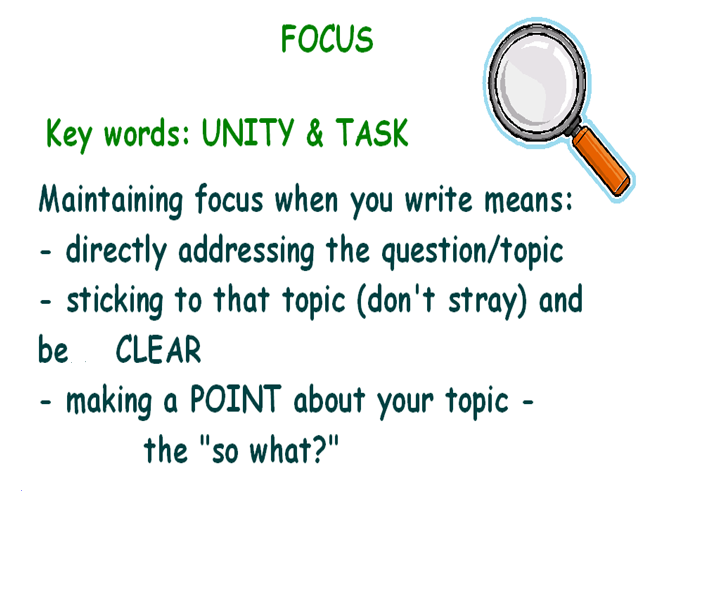 FOCUS
Key words: UNITY & TASK
Maintaining focus when you write means:
- directly addressing the question/topic
- sticking to that topic (don't stray) and
be CLEAR
- making a POINT about your topic -
the "so what?"